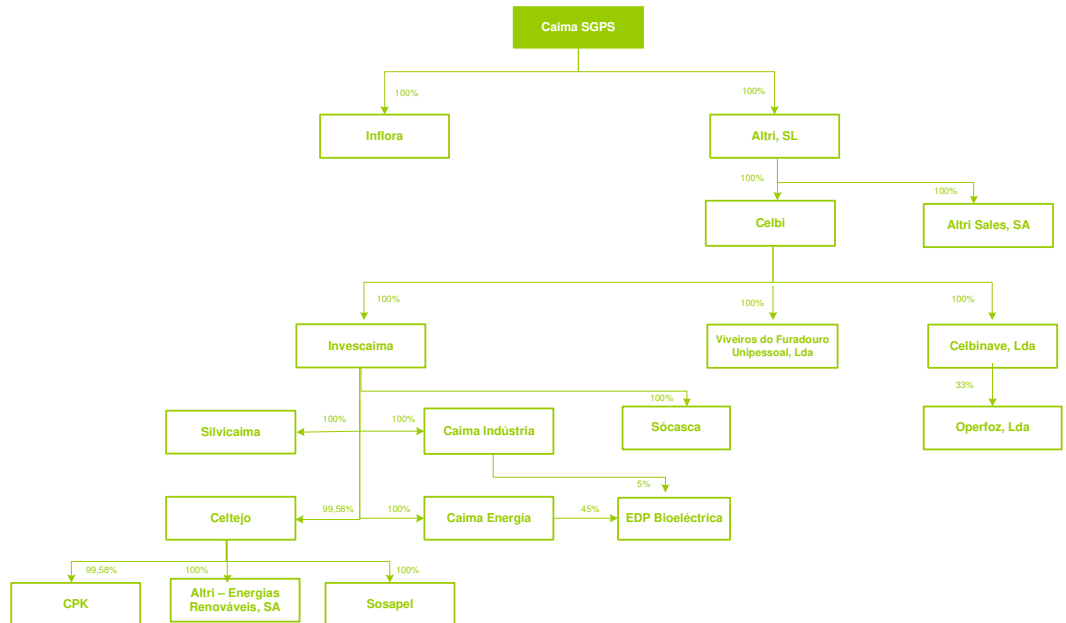 Caima SGPS
100%
100%
Inflora
Altri, SL
100%
100%
Celbi
Altri Sales, SA
100%
100%
100%
Invescaima
Viveiros do Furadouro
Unipessoal, Lda
Celbinave, Lda
33%
100%
Silvicaima
100%
100%
Caima Indústria
Sócasca
Operfoz, Lda
5%
Celtejo
99,58%
100%
Caima Energia
45%
EDP Bioeléctrica
99,58%
100%
100%
CPK
Altri – Energias
Renováveis, SA
Sosapel